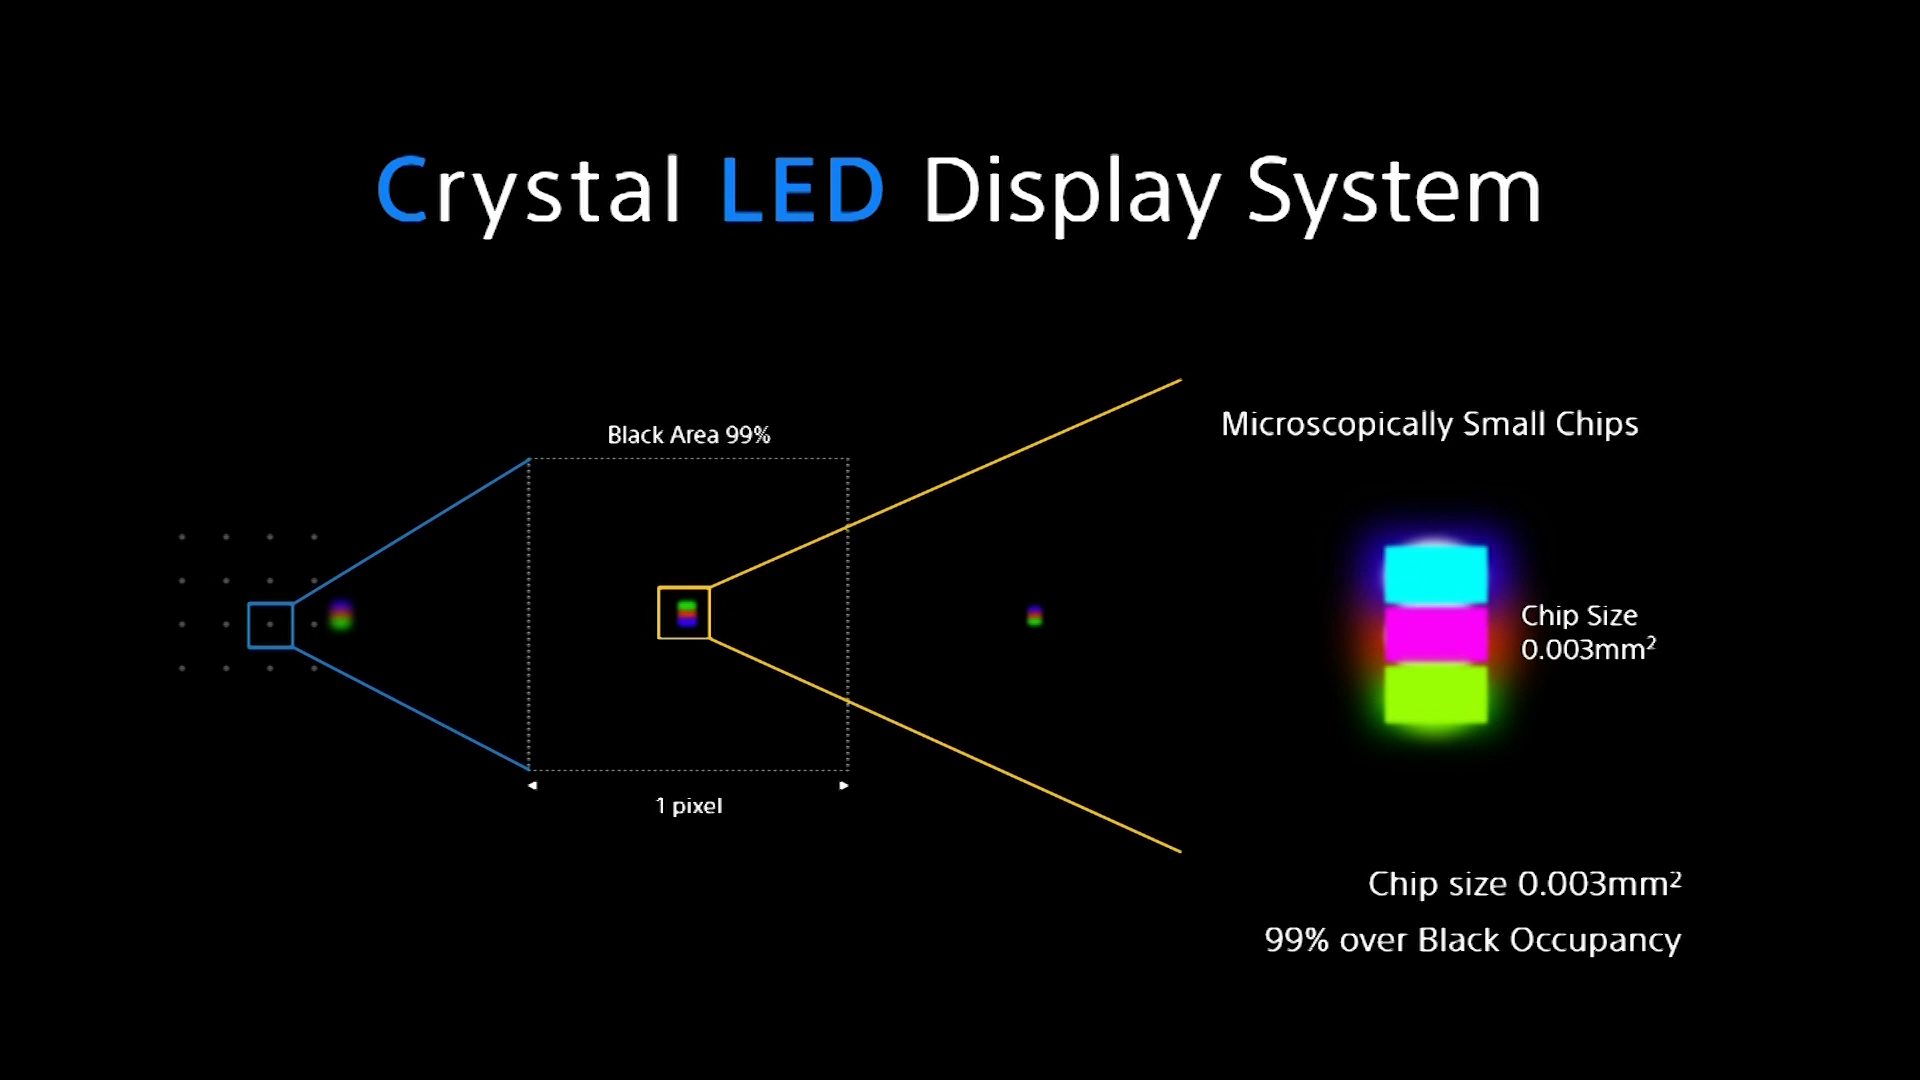 Crystal LED Display System
Black Area 99%
1 pixel
Microscopically Small Chips
Chip Size
0.003mm²
Chip size 0.003mm²
99% over Black Occupancy